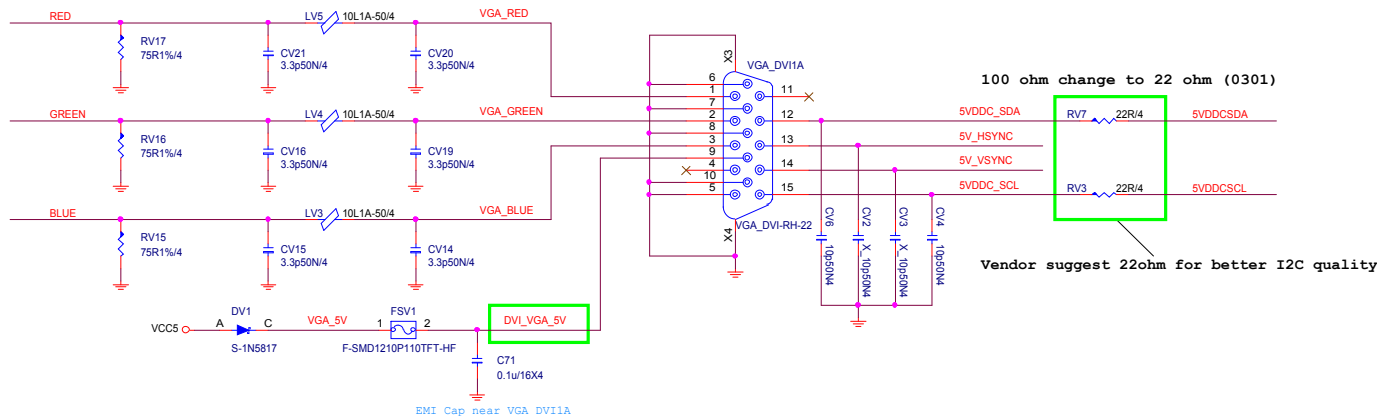 RED
LV5 10L1A-50/4
VGA_RED
RV17
75R1%/4
CV21
3.3p50N/4
CV20
3.3p50N/4
GREEN
LV4 10L1A-50/4
VGA_GREEN
RV16
75R1%/4
CV16
3.3p50N/4
CV19
3.3p50N/4
BLUE
LV3 10L1A-50/4
VGA_BLUE
RV15
75R1%/4
CV15
3.3p50N/4
CV14
3.3p50N/4
VCC5
A
DV1
C
S-1N5817
VGA_5V
1
FSV1
2
F-SMD1210P110TFT-HF
DVI_VGA_5V
C71
0.1u/16X4
EMI Cap near VGA DVI1A
X3
VGA_DVI1A
6
1
7
2
8
3
9
4
10
5
11
12
13
14
15
X4
VGA_DVI-RH-22
5VDDC_SDA
5V_HSYNC
5V_VSYNC
5VDDC_SCL
CV6
10p50N4
CV2
X_10p50N4
CV3
X_10p50N4
CV4
10p50N4
100 ohm change to 22 ohm (0301)
RV7
22R/4
5VDDCSDA
RV3
22R/4
5VDDCSCL
Vendor suggest 22ohm for better I2C quality